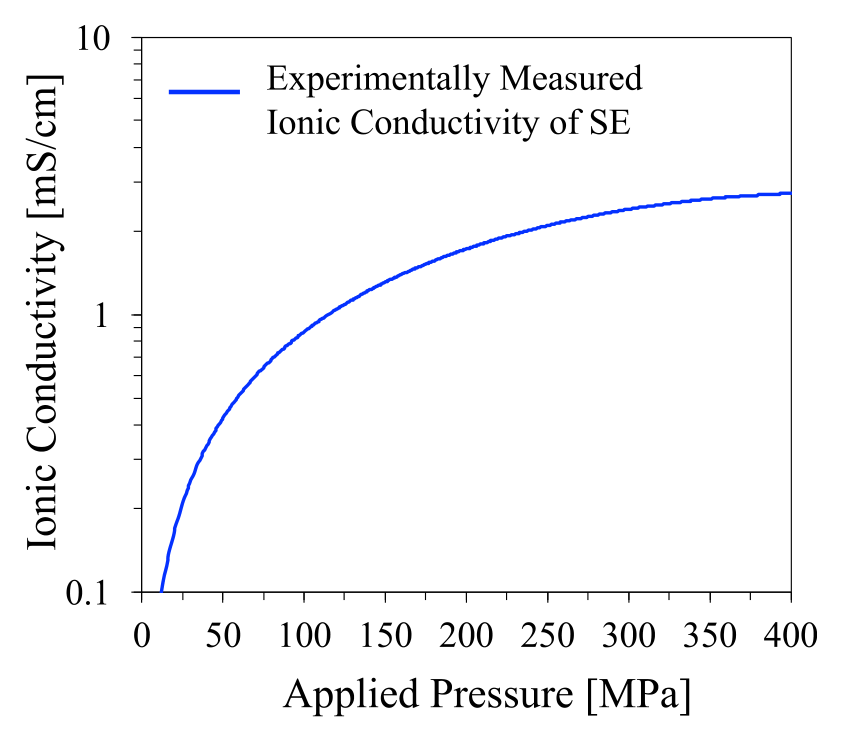 10
Experimentally Measured
Ionic Conductivity of SE
Ionic Conductivity [mS/cm]
1
0.1
0 50 100 150 200 250 300 350 400
Applied Pressure [MPa]